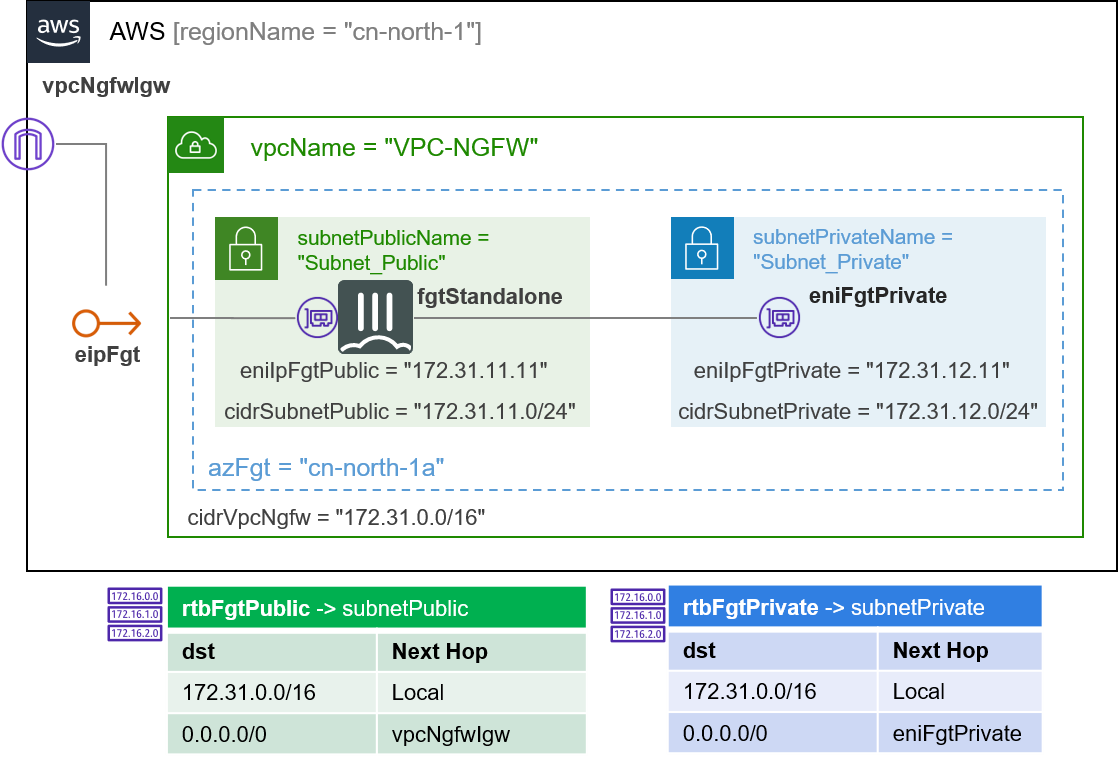 aws
AWS [regionName = "cn-north-1"]
vpcNgfwIgw
vpcName = "VPC-NGFW"
subnetPublicName =
"Subnet_Public"
fgtStandalone
eniIpFgtPublic = "172.31.11.11"
cidrSubnetPublic = "172.31.11.0/24"
subnetPrivateName =
"Subnet_Private"
eniFgtPrivate
eniIpFgtPrivate = "172.31.12.11"
cidrSubnetPrivate = "172.31.12.0/24"
eipFgt
azFgt = "cn-north-1a"
cidrVpcNgfw = "172.31.0.0/16"
172.16.0.0
172.16.1.0
172.16.2.0
rtbFgtPublic -> subnetPublic
dst Next Hop
172.31.0.0/16 Local
0.0.0.0/0 vpcNgfwIgw
172.16.0.0
172.16.1.0
172.16.2.0
rtbFgtPrivate -> subnetPrivate
dst Next Hop
172.31.0.0/16 Local
0.0.0.0/0 eniFgtPrivate